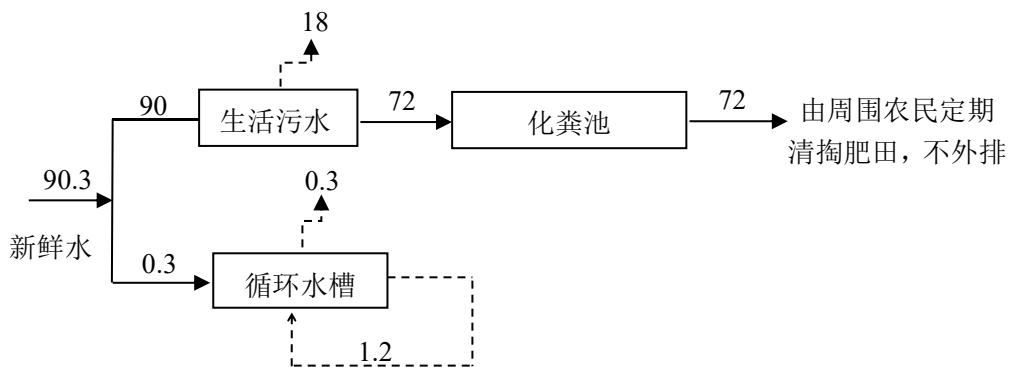 18
90
生活污水
72
化粪池
72
由周围农民定期
清掏肥田，不外排
90.3
新鲜水
0.3
0.3
循环水槽
1.2